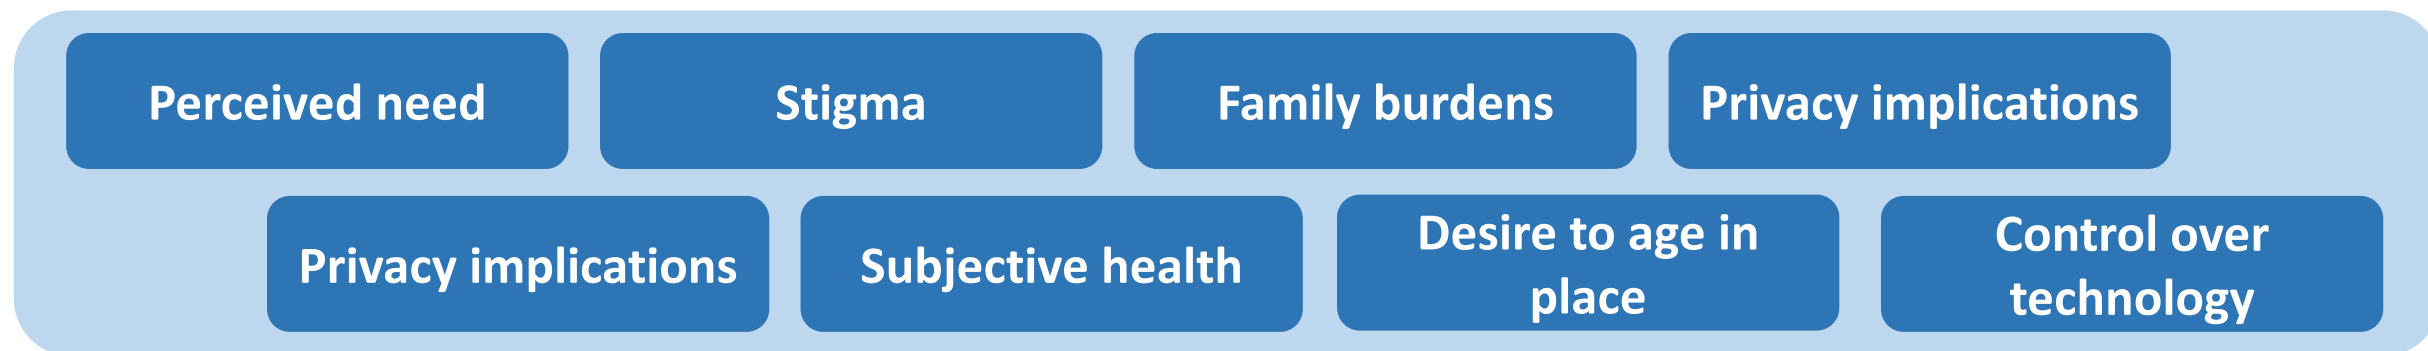 Perceived need
Stigma
Family burdens
Privacy implications
Privacy implications
Subjective health
Desire to age in
place
Control over
technology